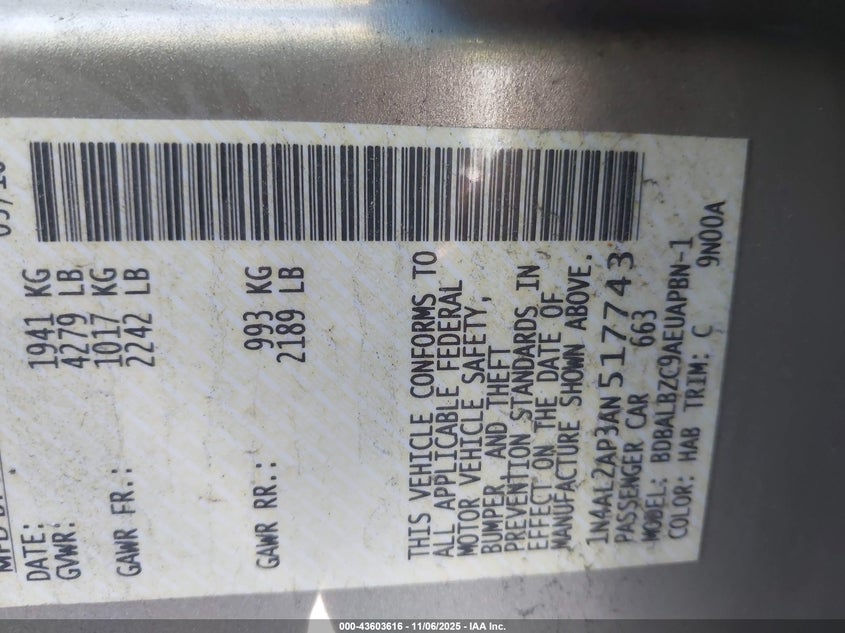 DATE:
GVWR: 1941 KG
4279 LB
GAWR FR.: 1017 KG
2242 LB
GAWR RR.: 993 KG
2189 LB
THIS VEHICLE CONFORMS TO
ALL APPLICABLE FEDERAL
MOTOR VEHICLE SAFETY,
BUMPER, AND THEFT
PREVENTION STANDARDS IN
EFFECT ON THE DATE OF
MANUFACTURE SHOWN ABOVE.
1N4AL2AP3AN517743
PASSENGER CAR 663
MODEL: BDBALBZC9AEUAPBN-1
COLOR: HAB TRIM: C 9N00A
000-43603616 - 11/06/2025 - IAA Inc.